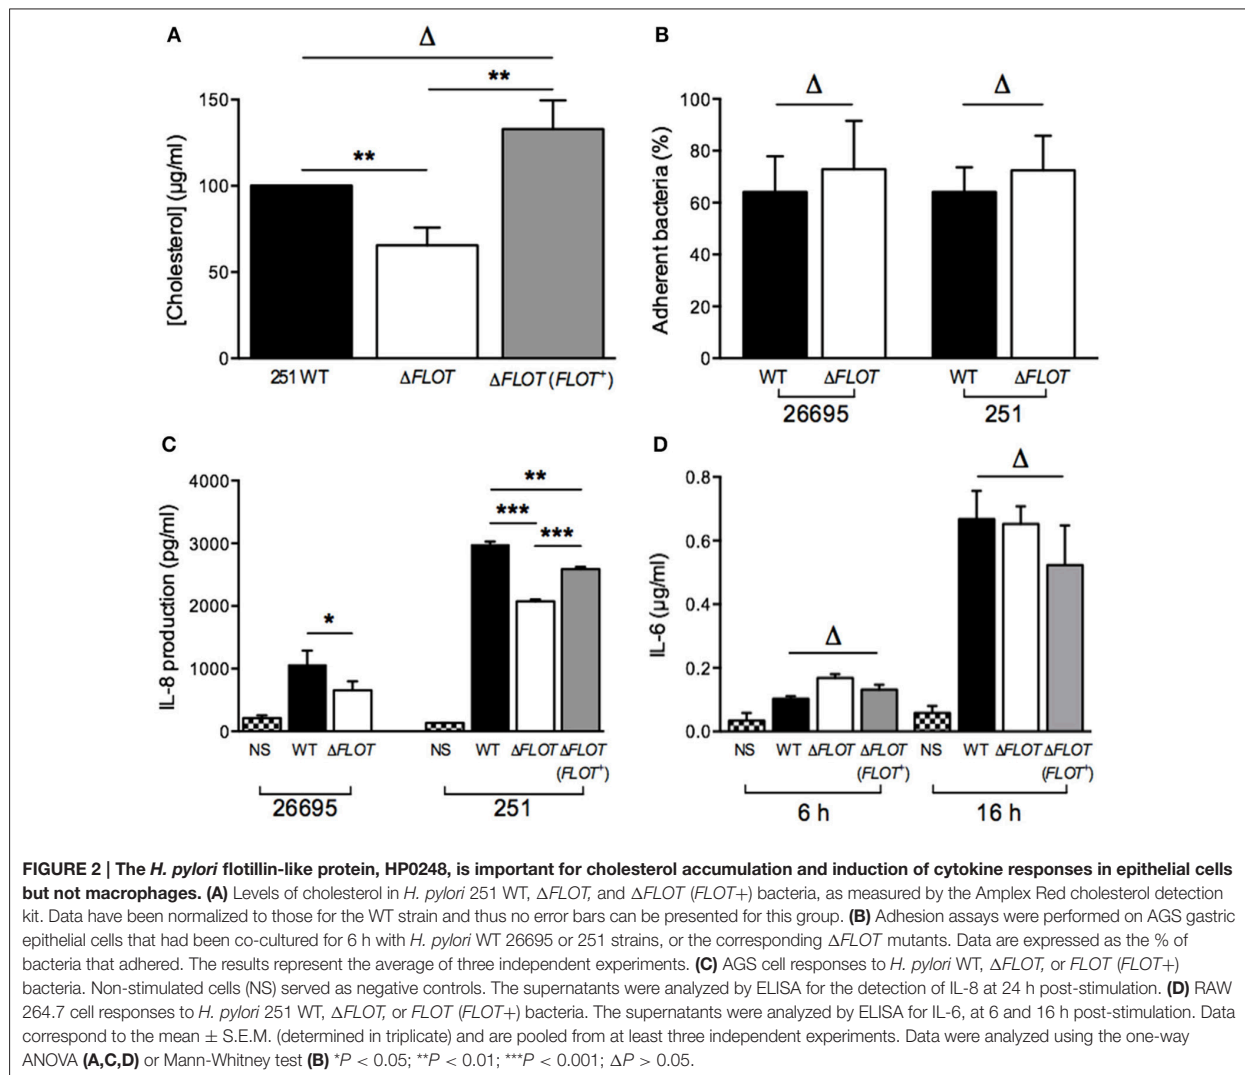 A
Δ
**
**
[Cholesterol] (μg/ml)
150
100
50
0
251 WT
ΔFLOT
ΔFLOT (FLOT⁺)
B
Δ
Δ
Adherent bacteria (%)
100
80
60
40
20
0
WT
ΔFLOT
WT
ΔFLOT
26695
251
C
**
***
***
*
IL-8 production (pg/ml)
4000
3000
2000
1000
0
NS
WT
ΔFLOT
NS
WT
ΔFLOT
ΔFLOT
(FLOT⁺)
26695
251
D
Δ
Δ
IL-6 (μg/ml)
0.8
0.6
0.4
0.2
0.0
NS
WT
ΔFLOT
ΔFLOT
(FLOT⁺)
NS
WT
ΔFLOT
ΔFLOT
(FLOT⁺)
6 h
16 h
FIGURE 2 | The H. pylori flotillin-like protein, HP0248, is important for cholesterol accumulation and induction of cytokine responses in epithelial cells
but not macrophages. (A) Levels of cholesterol in H. pylori 251 WT, ΔFLOT, and ΔFLOT (FLOT+) bacteria, as measured by the Amplex Red cholesterol detection
kit. Data have been normalized to those for the WT strain and thus no error bars can be presented for this group. (B) Adhesion assays were performed on AGS gastric
epithelial cells that had been co-cultured for 6 h with H. pylori WT 26695 or 251 strains, or the corresponding ΔFLOT mutants. Data are expressed as the % of
bacteria that adhered. The results represent the average of three independent experiments. (C) AGS cell responses to H. pylori WT, ΔFLOT, or FLOT (FLOT+)
bacteria. Non-stimulated cells (NS) served as negative controls. The supernatants were analyzed by ELISA for the detection of IL-8 at 24 h post-stimulation. (D) RAW
264.7 cell responses to H. pylori 251 WT, ΔFLOT, or FLOT (FLOT+) bacteria. The supernatants were analyzed by ELISA for IL-6, at 6 and 16 h post-stimulation. Data
correspond to the mean ± S.E.M. (determined in triplicate) and are pooled from at least three independent experiments. Data were analyzed using the one-way
ANOVA (A,C,D) or Mann-Whitney test (B) *P < 0.05; **P < 0.01; ***P < 0.001; ΔP > 0.05.